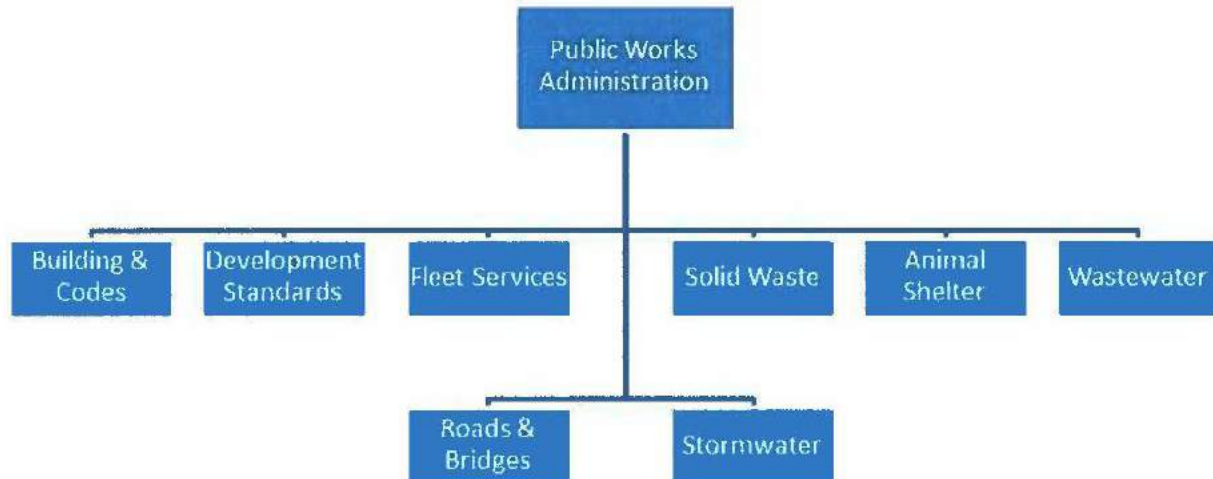 Public Works
Administration
Building &
Codes
Development
Standards
Fleet Services
Solid Waste
Animal
Shelter
Wastewater
Roads &
Bridges
Stormwater